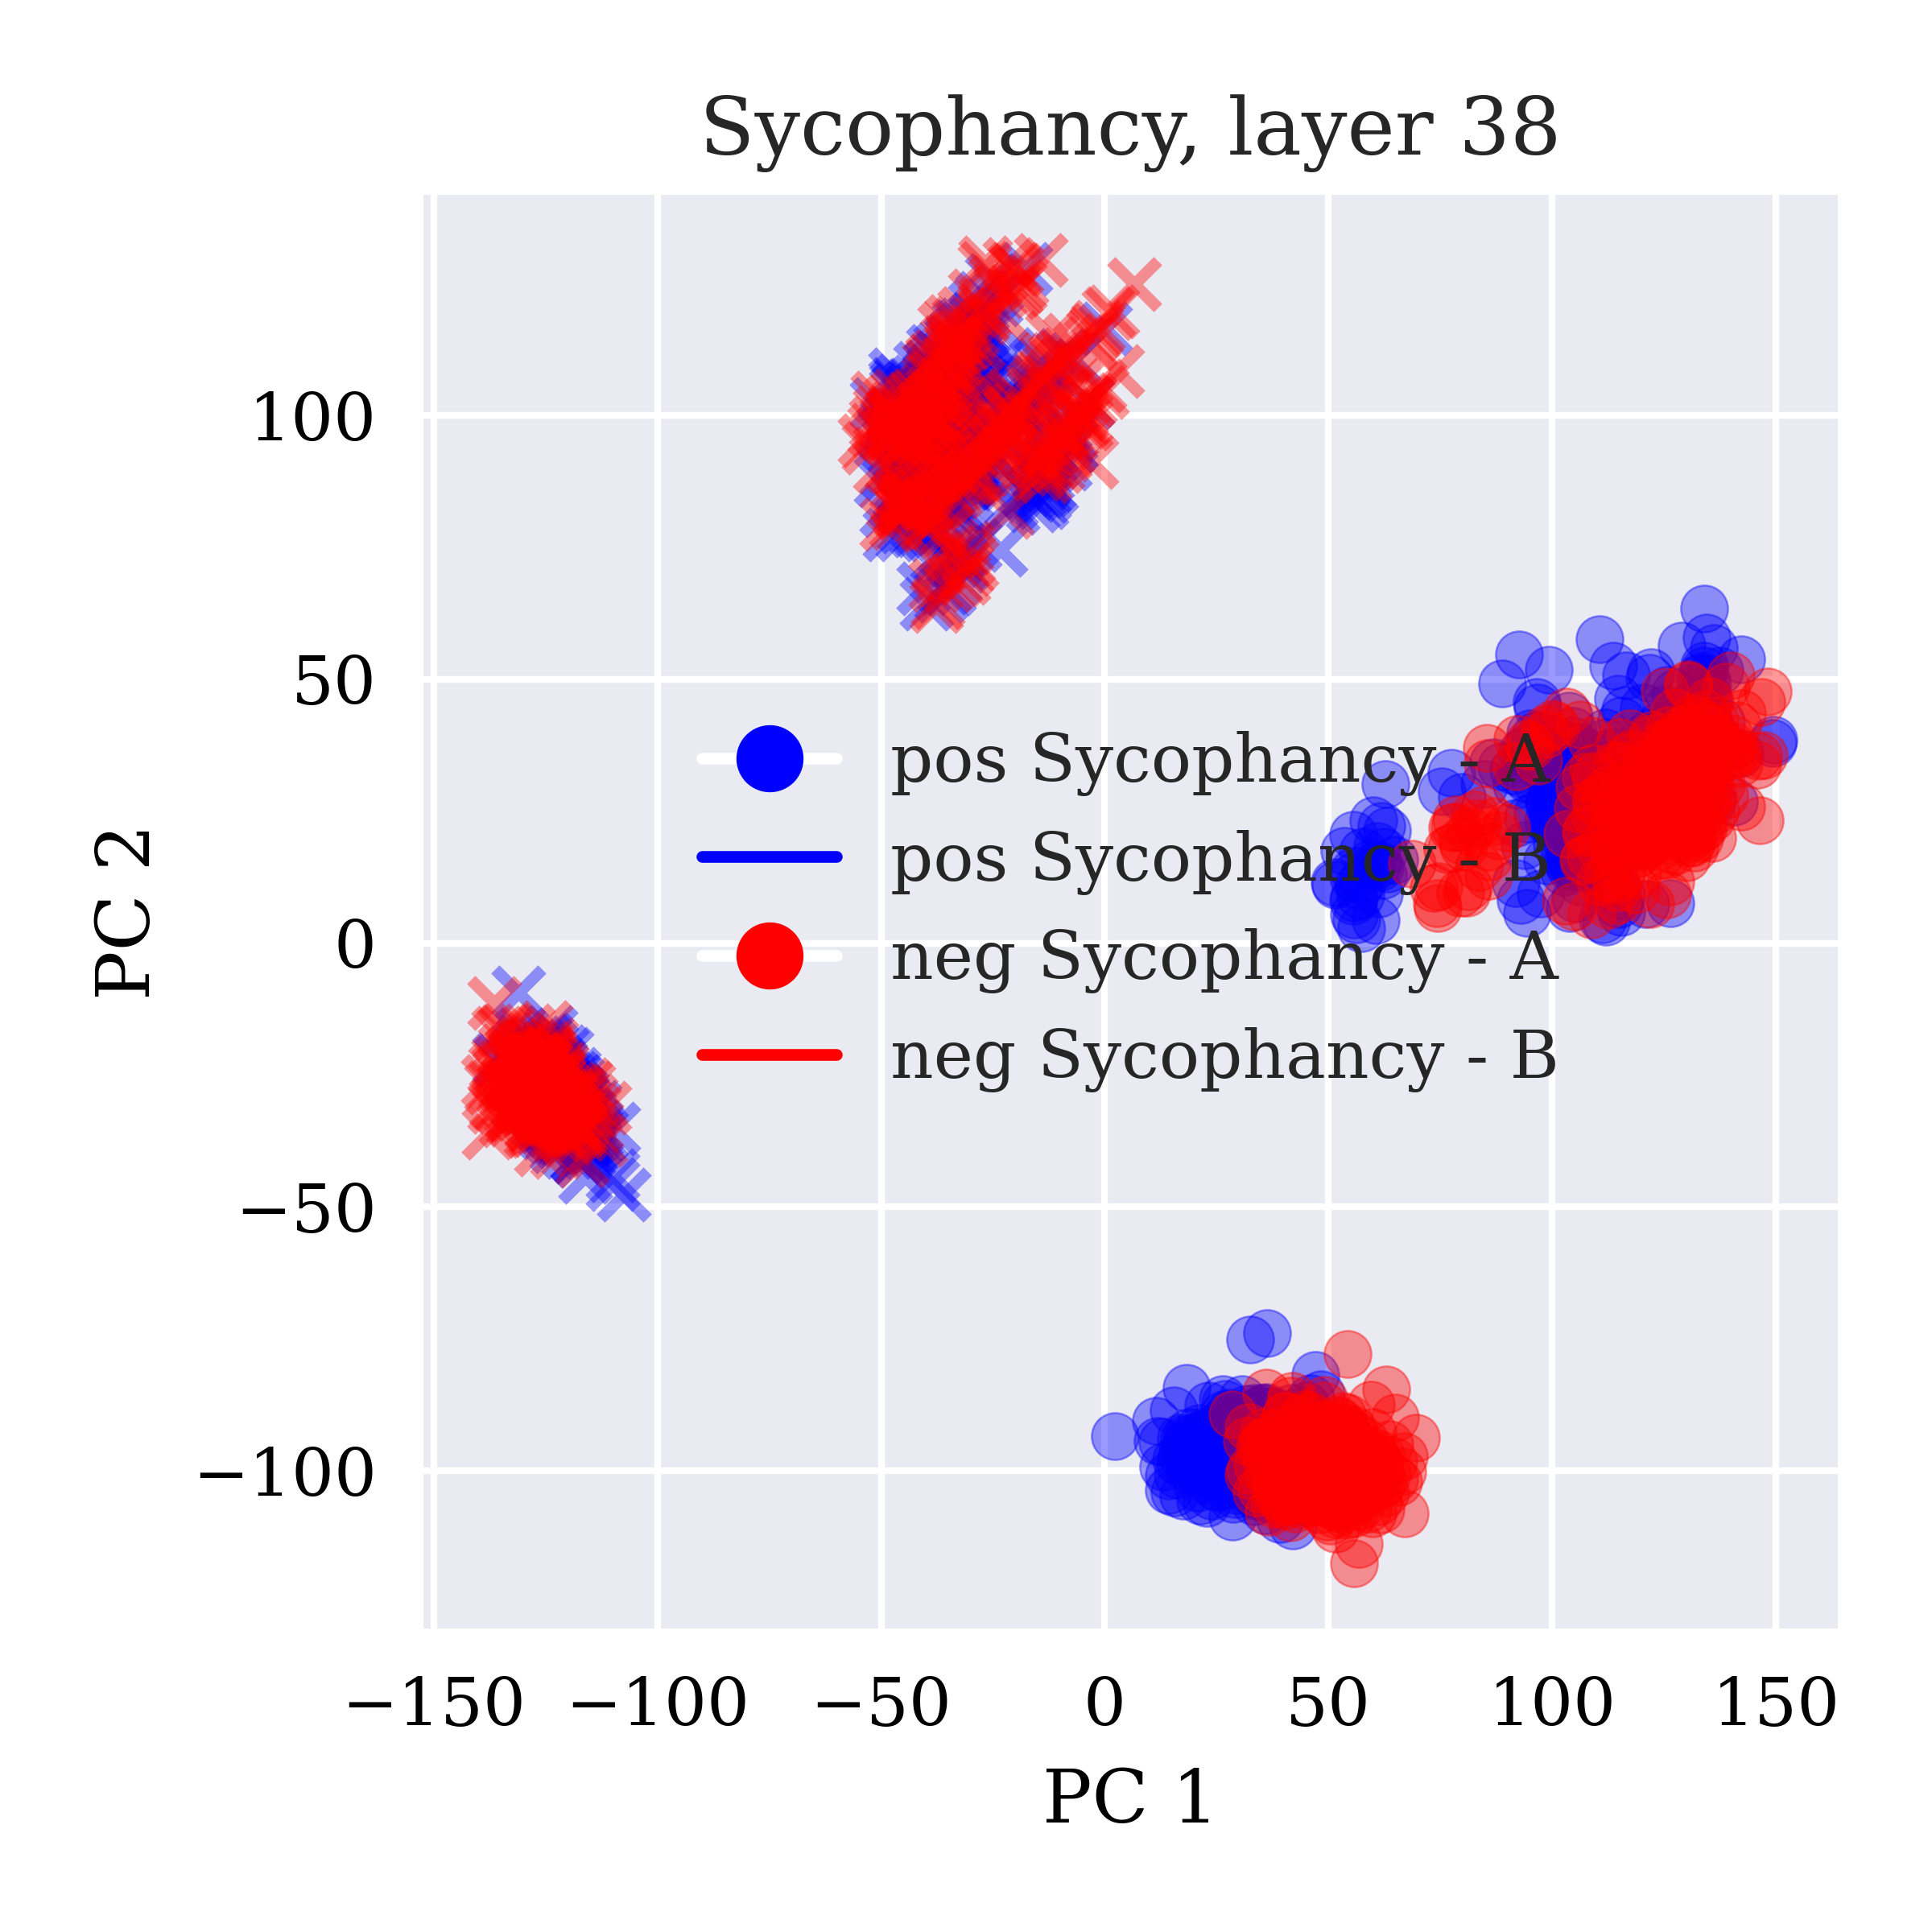 Sycophancy, layer 38
PC 2
100
50
0
−50
−100
pos Sycophancy - A
pos Sycophancy - B
neg Sycophancy - A
neg Sycophancy - B
−150 −100 −50 0 50 100 150
PC 1